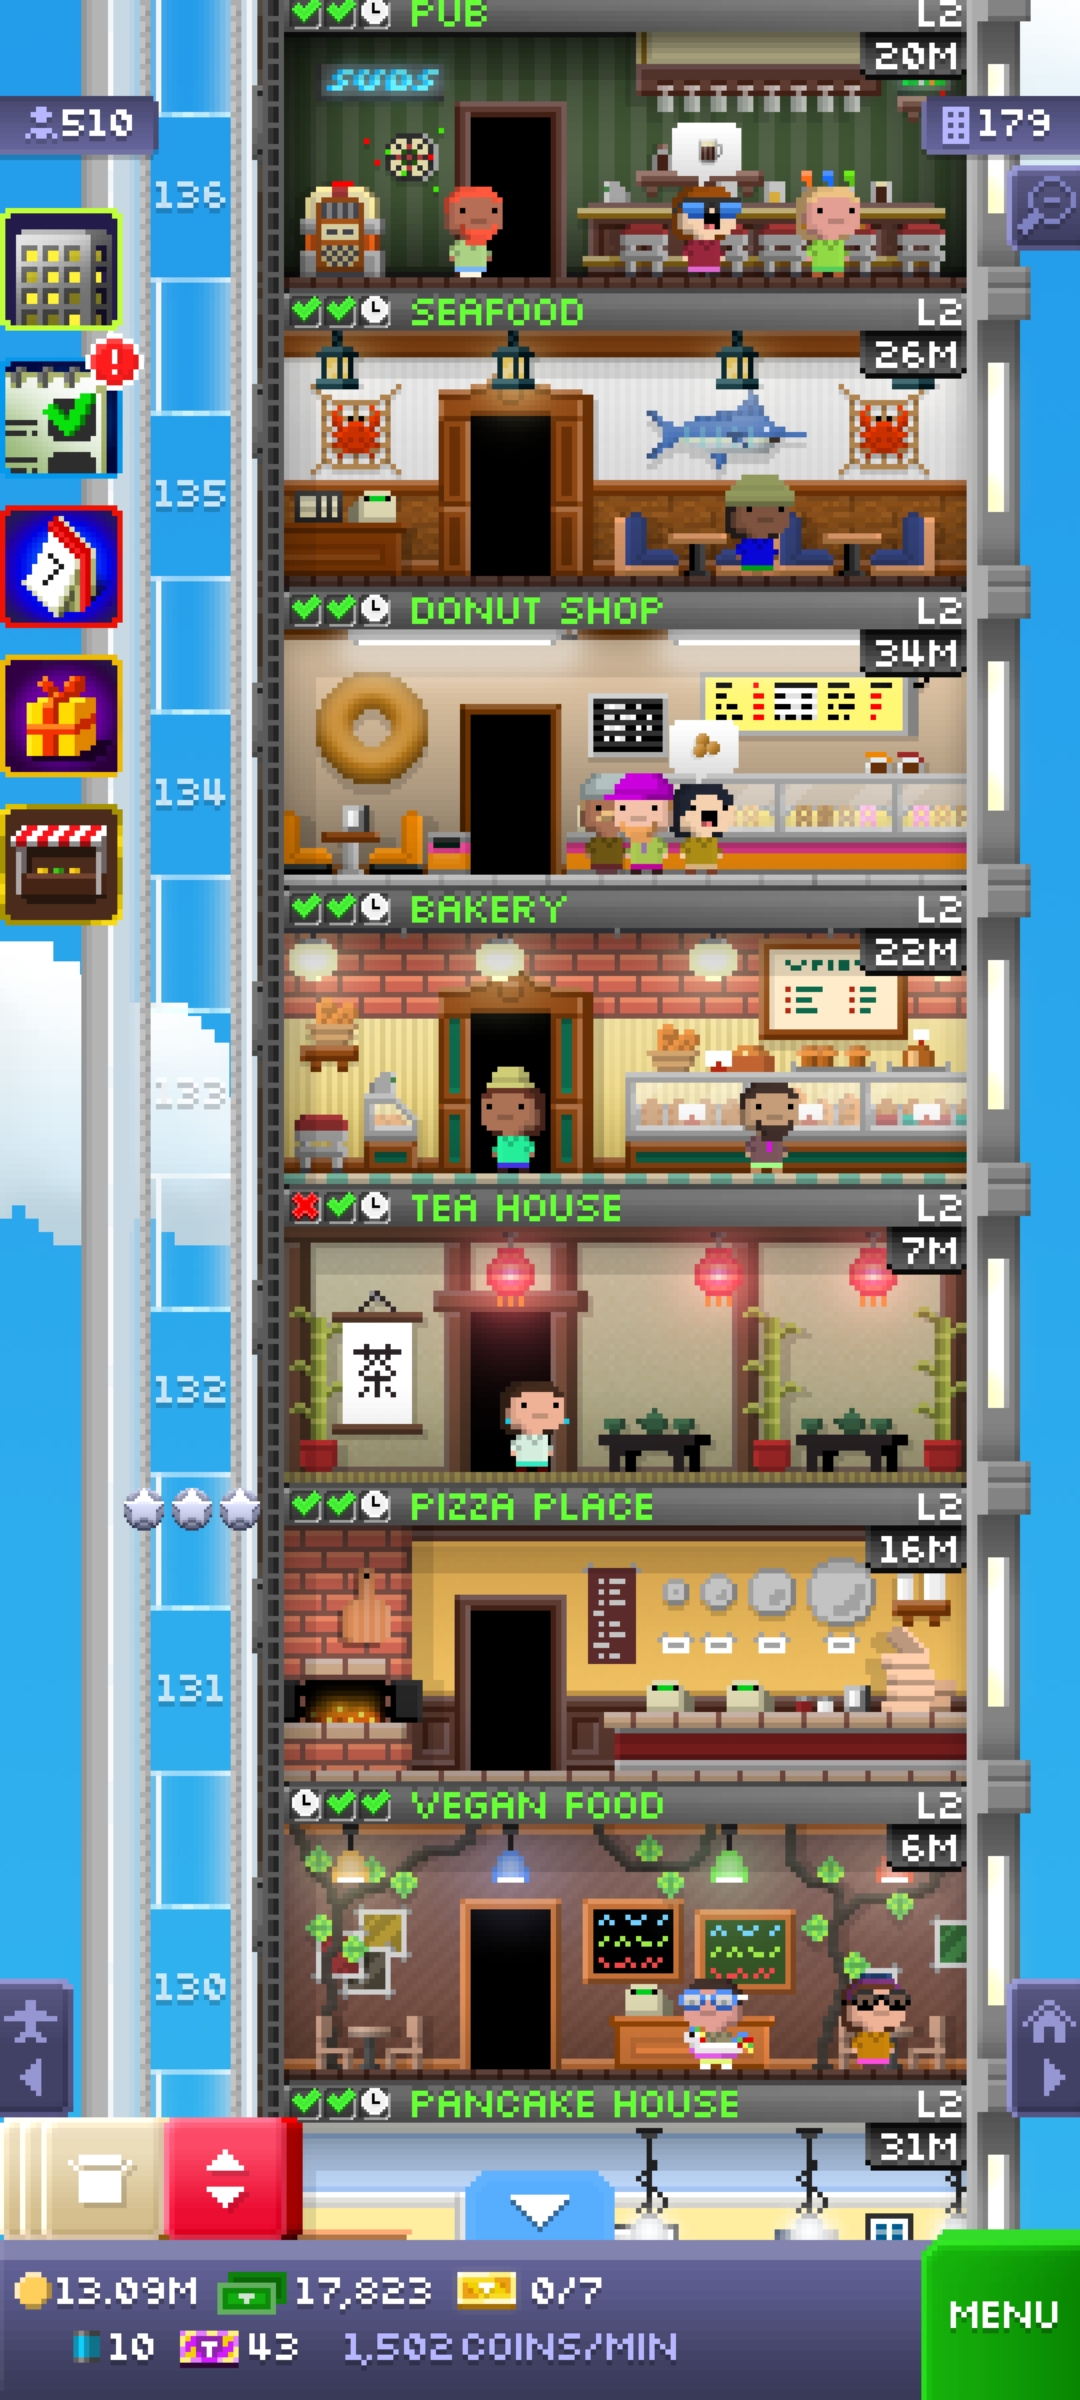 PUB L2
20M
SUDS
510
179
136
SEAFOOD L2
26M
135
DONUT SHOP L2
34M
7
134
BAKERY L2
22M
133
TEA HOUSE L2
7M
茶
132
PIZZA PLACE L2
16M
131
VEGAN FOOD L2
6M
130
PANCAKE HOUSE L2
31M
13.09M 17,823 0/7
MENU
10 T 43 1,502 COINS/MIN